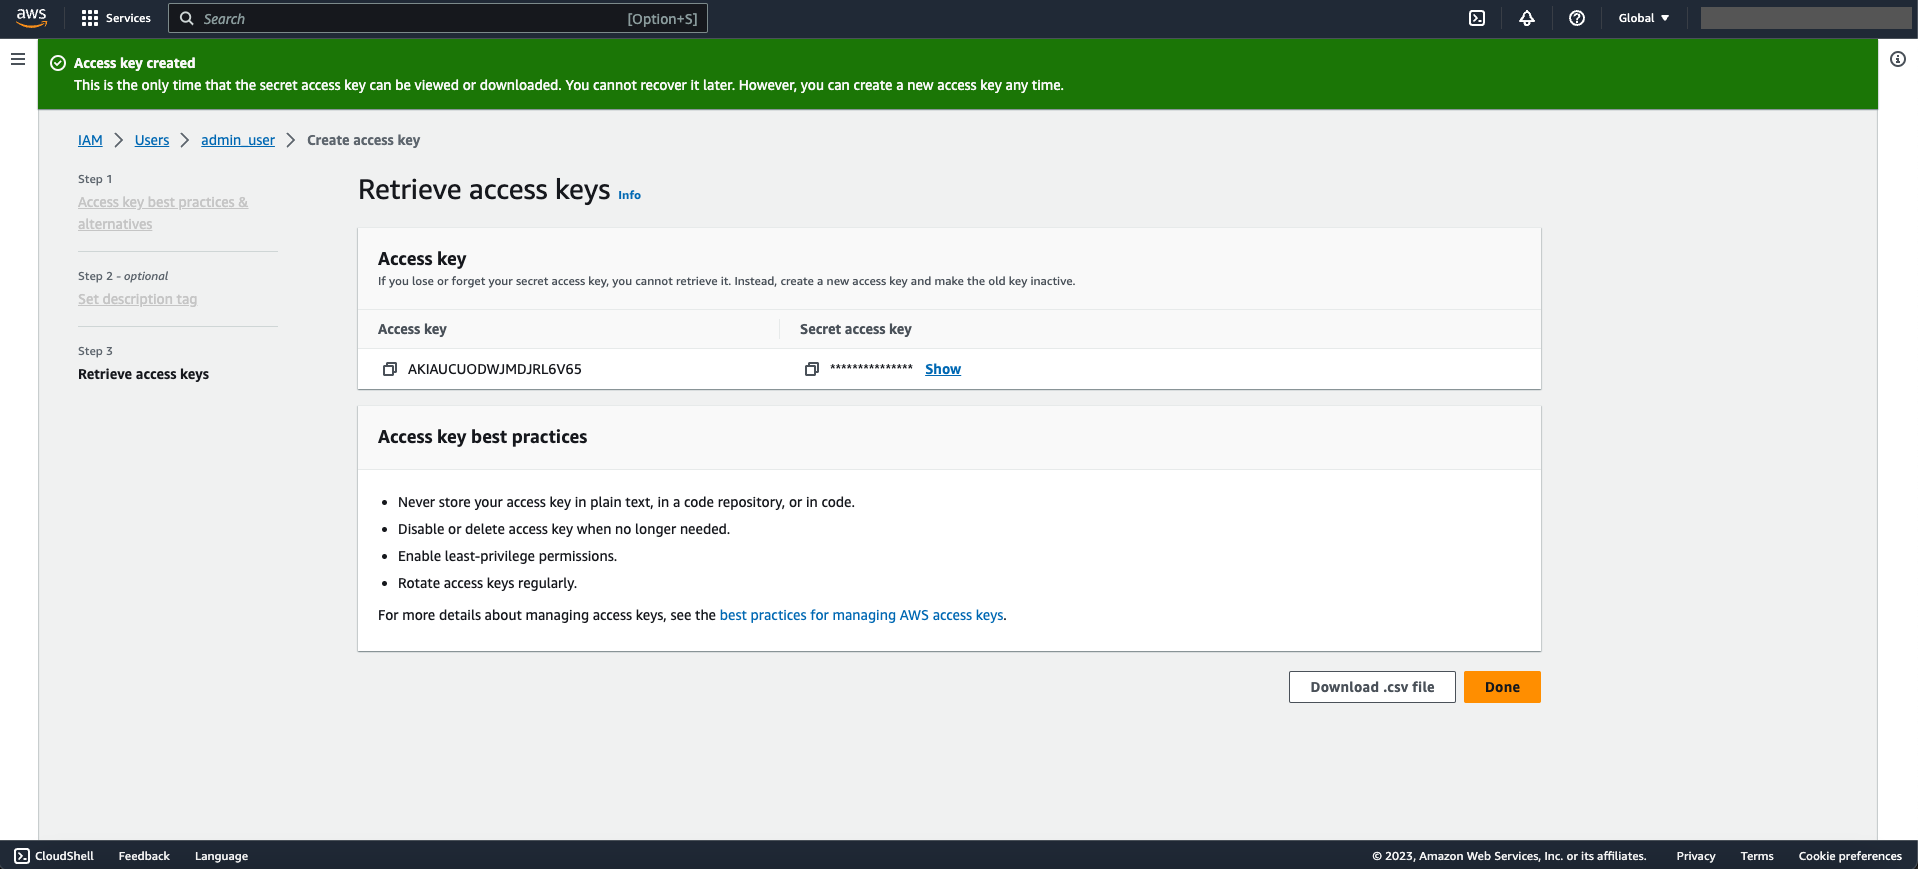 aws
Services
Search
[Option+S]
Global
Access key created
This is the only time that the secret access key can be viewed or downloaded. You cannot recover it later. However, you can create a new access key any time.
IAM
Users
admin_user
Create access key
Step 1
Access key best practices &
alternatives
Step 2 - optional
Set description tag
Step 3
Retrieve access keys
Retrieve access keys Info
Access key
If you lose or forget your secret access key, you cannot retrieve it. Instead, create a new access key and make the old key inactive.
Access key
Secret access key
AKIAUCUODWJMDJRL6V65
*************** Show
Access key best practices
• Never store your access key in plain text, in a code repository, or in code.
• Disable or delete access key when no longer needed.
• Enable least-privilege permissions.
• Rotate access keys regularly.
For more details about managing access keys, see the best practices for managing AWS access keys.
Download .csv file
Done
CloudShell
Feedback
Language
© 2023, Amazon Web Services, Inc. or its affiliates.
Privacy
Terms
Cookie preferences